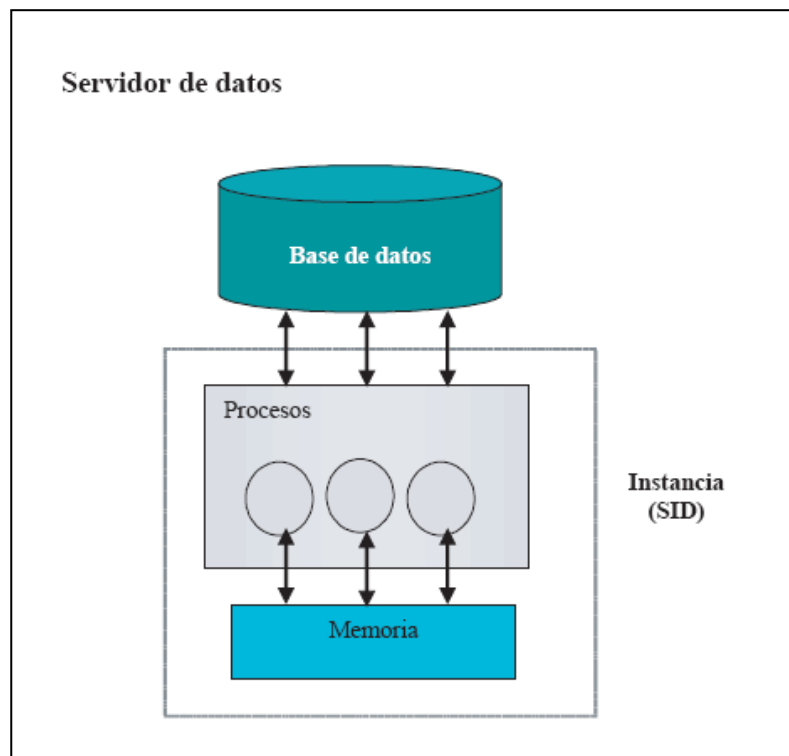 Servidor de datos
Base de datos
Procesos
Instancia
(SID)
Memoria